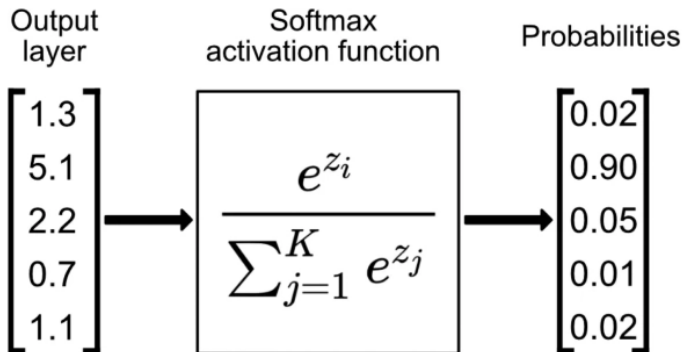 Output
layer
Softmax
activation function
Probabilities
1.3
5.1
2.2
0.7
1.1
e^{z_i}
∑_{j=1}^{K} e^{z_j}
0.02
0.90
0.05
0.01
0.02